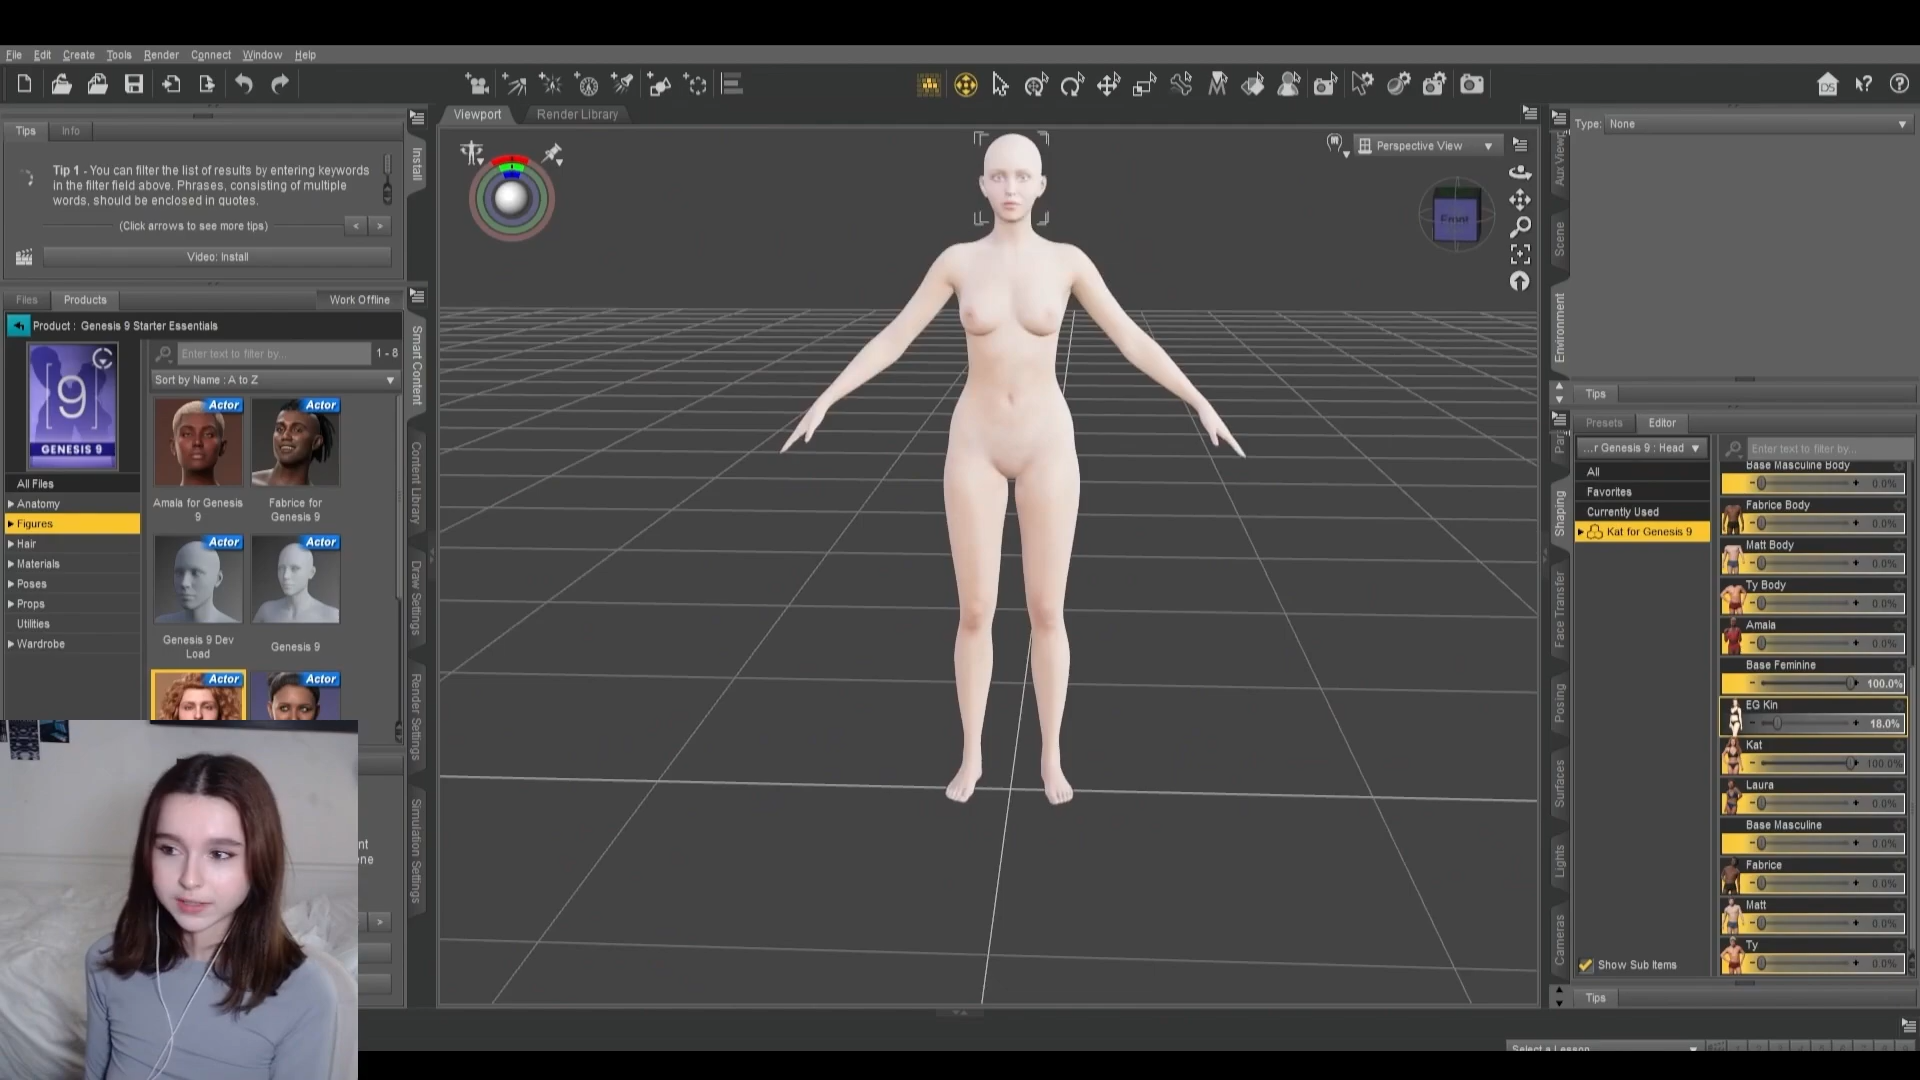 File Edit Create Tools Render Connect Window Help
Tips Info
Tip 1 - You can filter the list of results by entering keywords
in the filter field above. Phrases, consisting of multiple
words, should be enclosed in quotes.
(Click arrows to see more tips)
< >
Video: Install
Install
Files Products Work Offline
Product : Genesis 9 Starter Essentials
[9]
GENESIS 9
Enter text to filter by...
1 - 8
Sort by Name : A to Z
All Files
Anatomy
Figures
Hair
Materials
Poses
Props
Utilities
Wardrobe
Actor
Amala for Genesis
9
Actor
Fabrice for
Genesis 9
Actor
Genesis 9 Dev
Load
Actor
Genesis 9
Actor
Actor
nt
ne
>
Smart Content
Content Library
Draw Settings
Render Settings
Simulation Settings
Viewport Render Library
Perspective View
Front
DS
Aux View
Scene
Environment
Type: None
Tips
Presets Editor
...r Genesis 9 : Head
Enter text to filter by...
All
Favorites
Currently Used
Kat for Genesis 9
Show Sub Items
Par
Shaping
Face Transfer
Posing
Surfaces
Lights
Cameras
Base Masculine Body
- + 0.0%
Fabrice Body
- + 0.0%
Matt Body
- + 0.0%
Ty Body
- + 0.0%
Amala
- + 0.0%
Base Feminine
- + 100.0%
EG Kin
- + 18.0%
Kat
- + 100.0%
Laura
- + 0.0%
Base Masculine
- + 0.0%
Fabrice
- + 0.0%
Matt
- + 0.0%
Ty
- + 0.0%
Tips
Select a Lesson